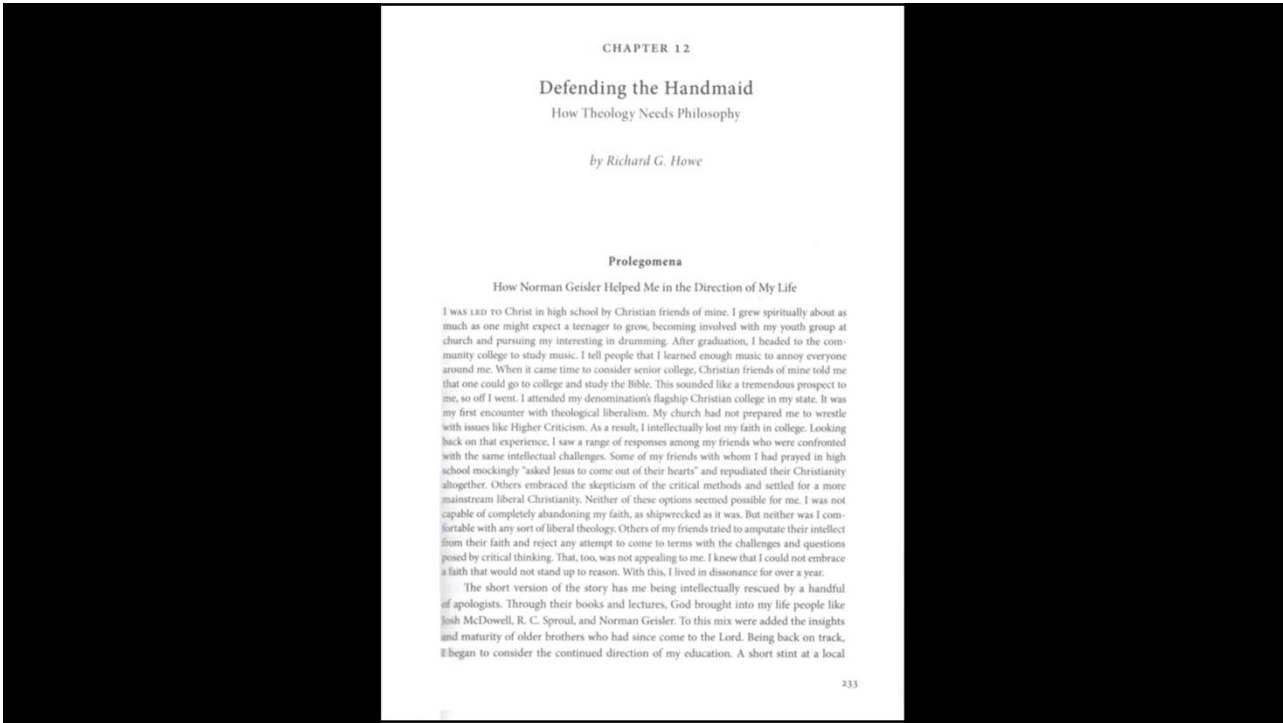 CHAPTER 12
Defending the Handmaid
How Theology Needs Philosophy
by Richard G. Howe
Prolegomena
How Norman Geisler Helped Me in the Direction of My Life
I WAS LED TO Christ in high school by Christian friends of mine. I grew spiritually about as
much as one might expect a teenager to grow, becoming involved with my youth group at
church and pursuing my interesting in drumming. After graduation, I headed to the com-
munity college to study music. I tell people that I learned enough music to annoy everyone
around me. When it came time to consider senior college, Christian friends of mine told me
that one could go to college and study the Bible. This sounded like a tremendous prospect to
me, so off I went. I attended my denomination's flagship Christian college in my state. It was
my first encounter with theological liberalism. My church had not prepared me to wrestle
with issues like Higher Criticism. As a result, I intellectually lost my faith in college. Looking
back on that experience, I saw a range of responses among my friends who were confronted
with the same intellectual challenges. Some of my friends with whom I had prayed in high
school mockingly "asked Jesus to come out of their hearts" and repudiated their Christianity
altogether. Others embraced the skepticism of the critical methods and settled for a more
mainstream liberal Christianity. Neither of these options seemed possible for me. I was not
capable of completely abandoning my faith, as shipwrecked as it was. But neither was I com-
fortable with any sort of liberal theology. Others of my friends tried to amputate their intellect
from their faith and reject any attempt to come to terms with the challenges and questions
posed by critical thinking. That, too, was not appealing to me. I knew that I could not embrace
a faith that would not stand up to reason. With this, I lived in dissonance for over a year.
The short version of the story has me being intellectually rescued by a handful
of apologists. Through their books and lectures, God brought into my life people like
Josh McDowell, R. C. Sproul, and Norman Geisler. To this mix were added the insights
and maturity of older brothers who had since come to the Lord. Being back on track,
I began to consider the continued direction of my education. A short stint at a local
233